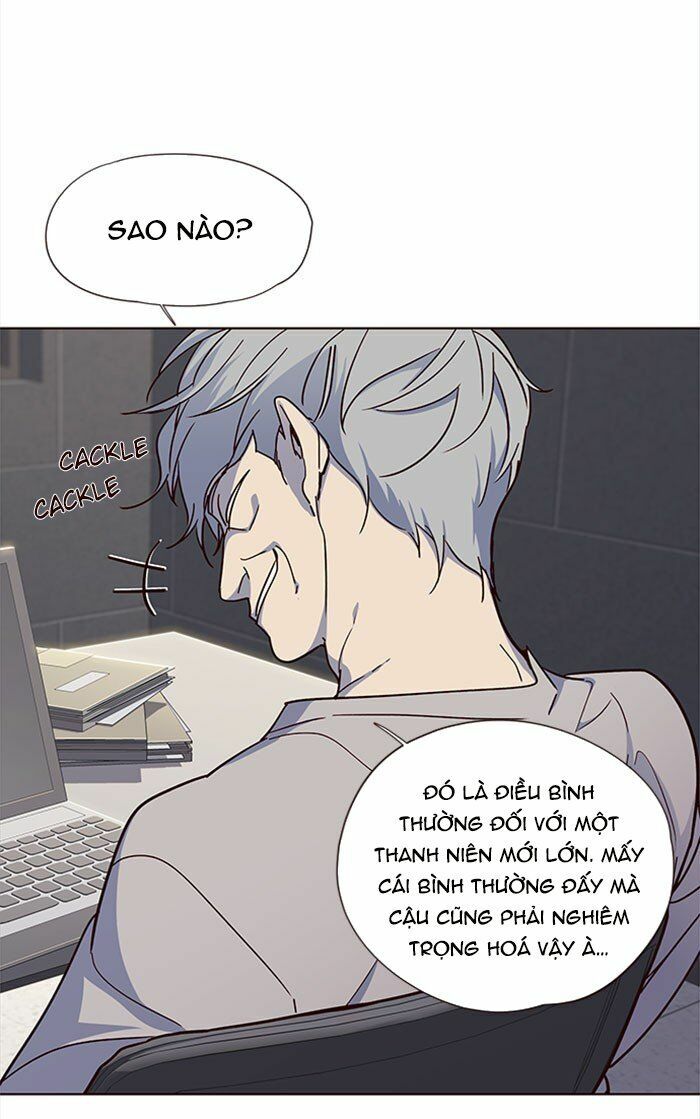 SAO NÀO?
CACKLE
CACKLE
ĐÓ LÀ ĐIỀU BÌNH
THƯỜNG ĐỐI VỚI MỘT
THANH NIÊN MỚI LỚN. MẤY
CÁI BÌNH THƯỜNG ĐẤY MÀ
CẬU CŨNG PHẢI NGHIÊM
TRỌNG HOÁ VẬY À...